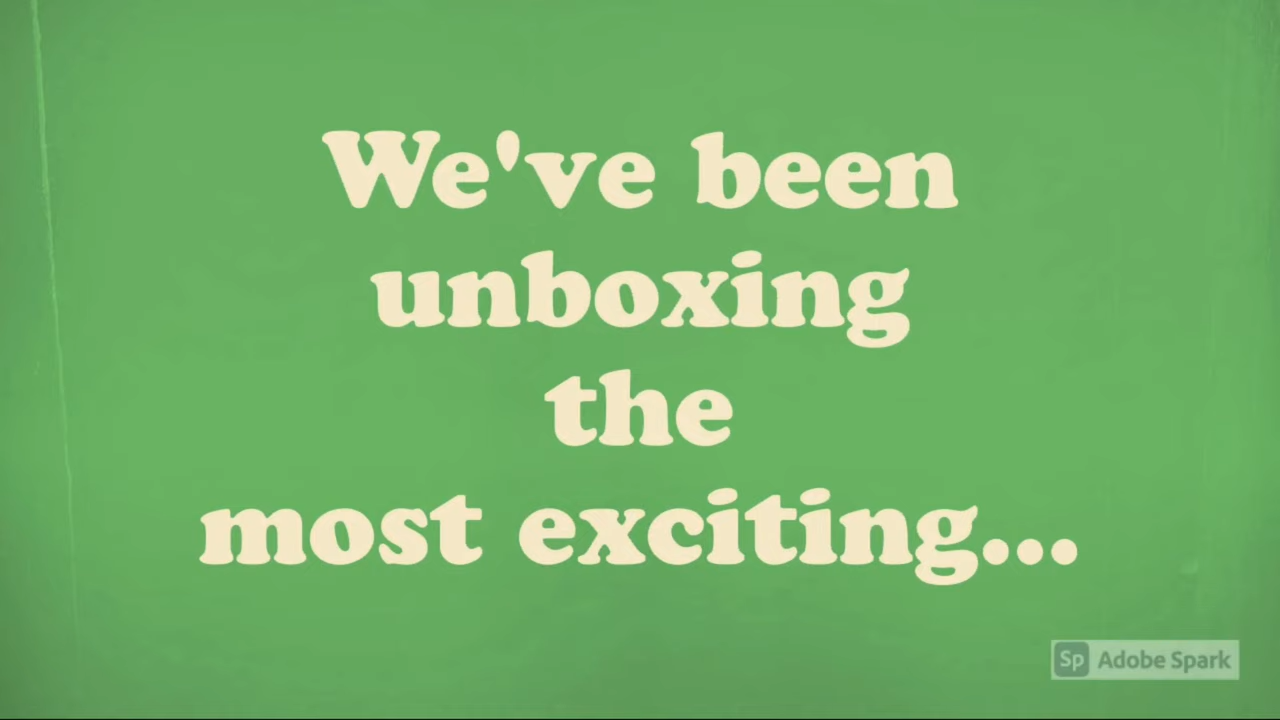 We've been
unboxing
the
most exciting...
Sp Adobe Spark